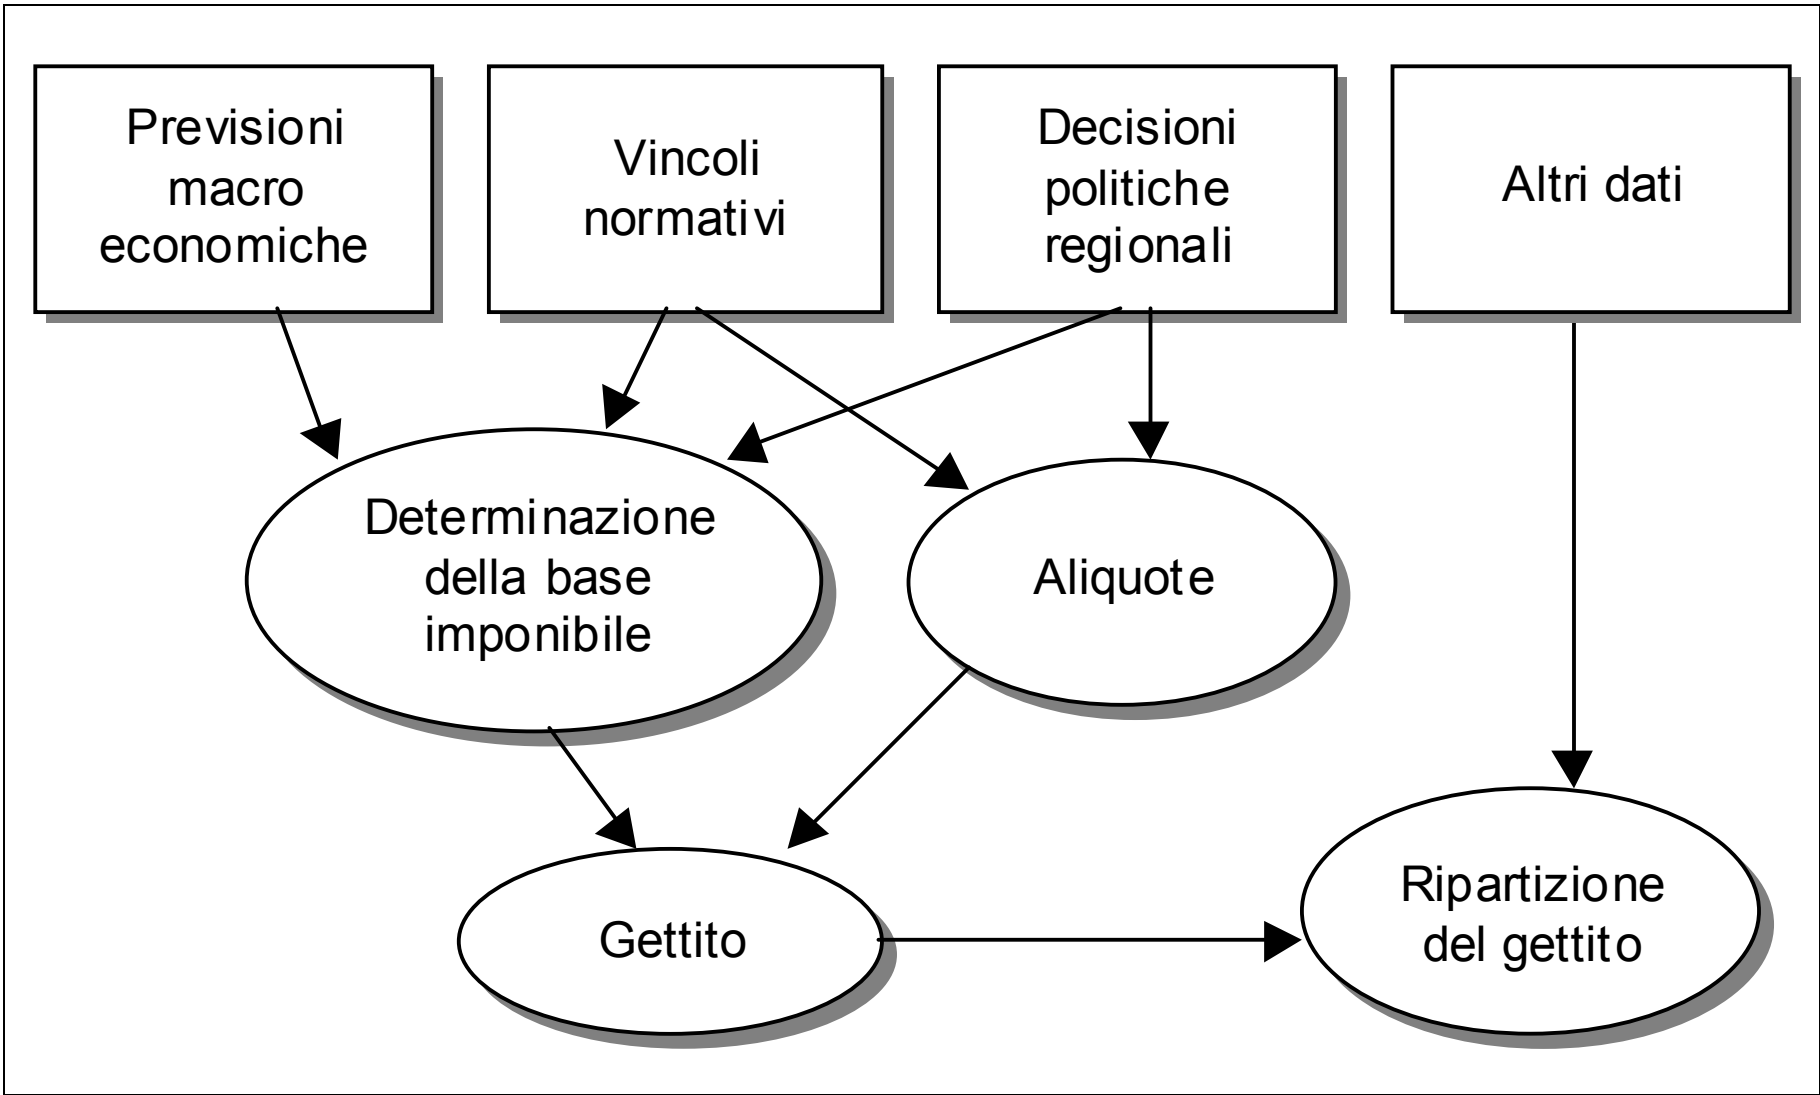 Previsioni
macro
economiche
Vincoli
normativi
Decisioni
politiche
regionali
Altri dati
Determinazione
della base
imponibile
Aliquote
Gettito
Ripartizione
del gettito